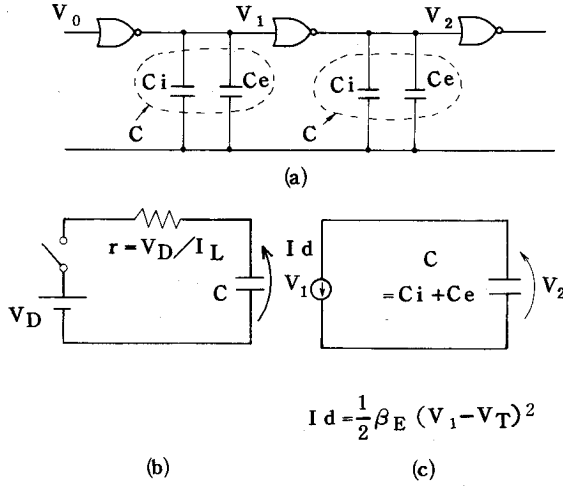 V0 V1 V2
Ci Ce Ci Ce
C C
(a)
r=VD/IL
C
VD
Id
V1
C
=Ci+Ce
V2
Id=1/2 βE (V1-VT)2
(b) (c)